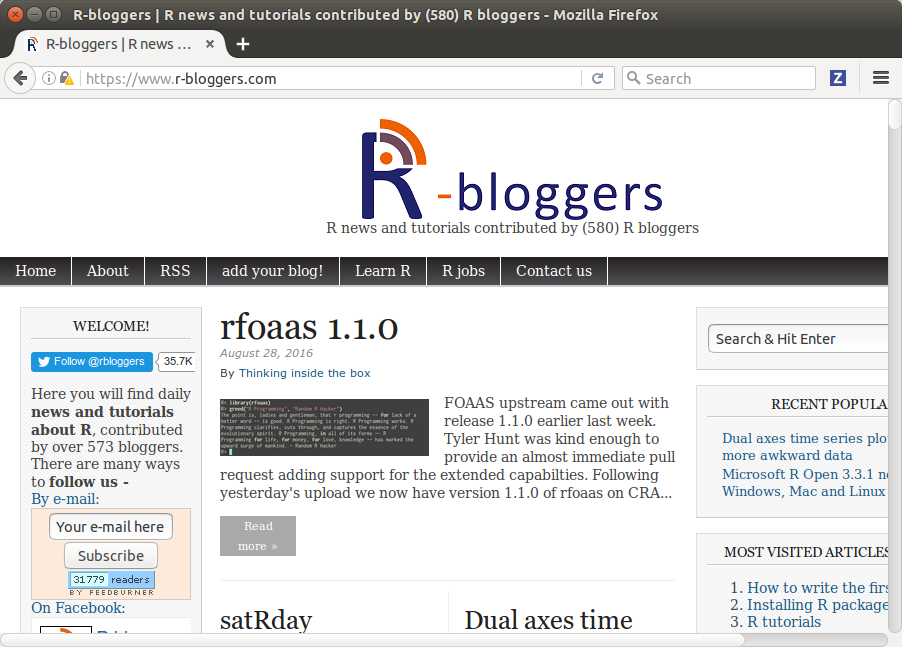 R-bloggers | R news and tutorials contributed by (580) R bloggers - Mozilla Firefox
R-bloggers | R news ...
https://www.r-bloggers.com
Search
Z
R-bloggers
R news and tutorials contributed by (580) R bloggers
Home
About
RSS
add your blog!
Learn R
R jobs
Contact us
WELCOME!
Follow @rbloggers
35.7K
Here you will find daily
news and tutorials
about R, contributed
by over 573 bloggers.
There are many ways
to follow us -
By e-mail:
Your e-mail here
Subscribe
31779 readers
BY FEEDBURNER
On Facebook:
rfoaas 1.1.0
August 28, 2016
By Thinking inside the box
R> library(rfoaas)
R> greed("R Programming", "Random R Hacker")
The point is, ladies and gentleman, that r programming -- for lack of a
better word -- is good. R Programming is right. R Programming works. R
Programming clarifies, cuts through, and captures the essence of the
evolutionary spirit. R Programming, in all of its forms -- R
Programming for life, for money, for love, knowledge -- has marked the
upward surge of mankind. - Random R Hacker
R>
FOAAS upstream came out with
release 1.1.0 earlier last week.
Tyler Hunt was kind enough to
provide an almost immediate pull
request adding support for the extended capabilties. Following
yesterday's upload we now have version 1.1.0 of rfoaas on CRA...
Read
more »
satRday
Dual axes time
Search & Hit Enter
RECENT POPULA
Dual axes time series plo
more awkward data
Microsoft R Open 3.3.1 n
Windows, Mac and Linux
MOST VISITED ARTICLES
1. How to write the firs
2. Installing R package
3. R tutorials